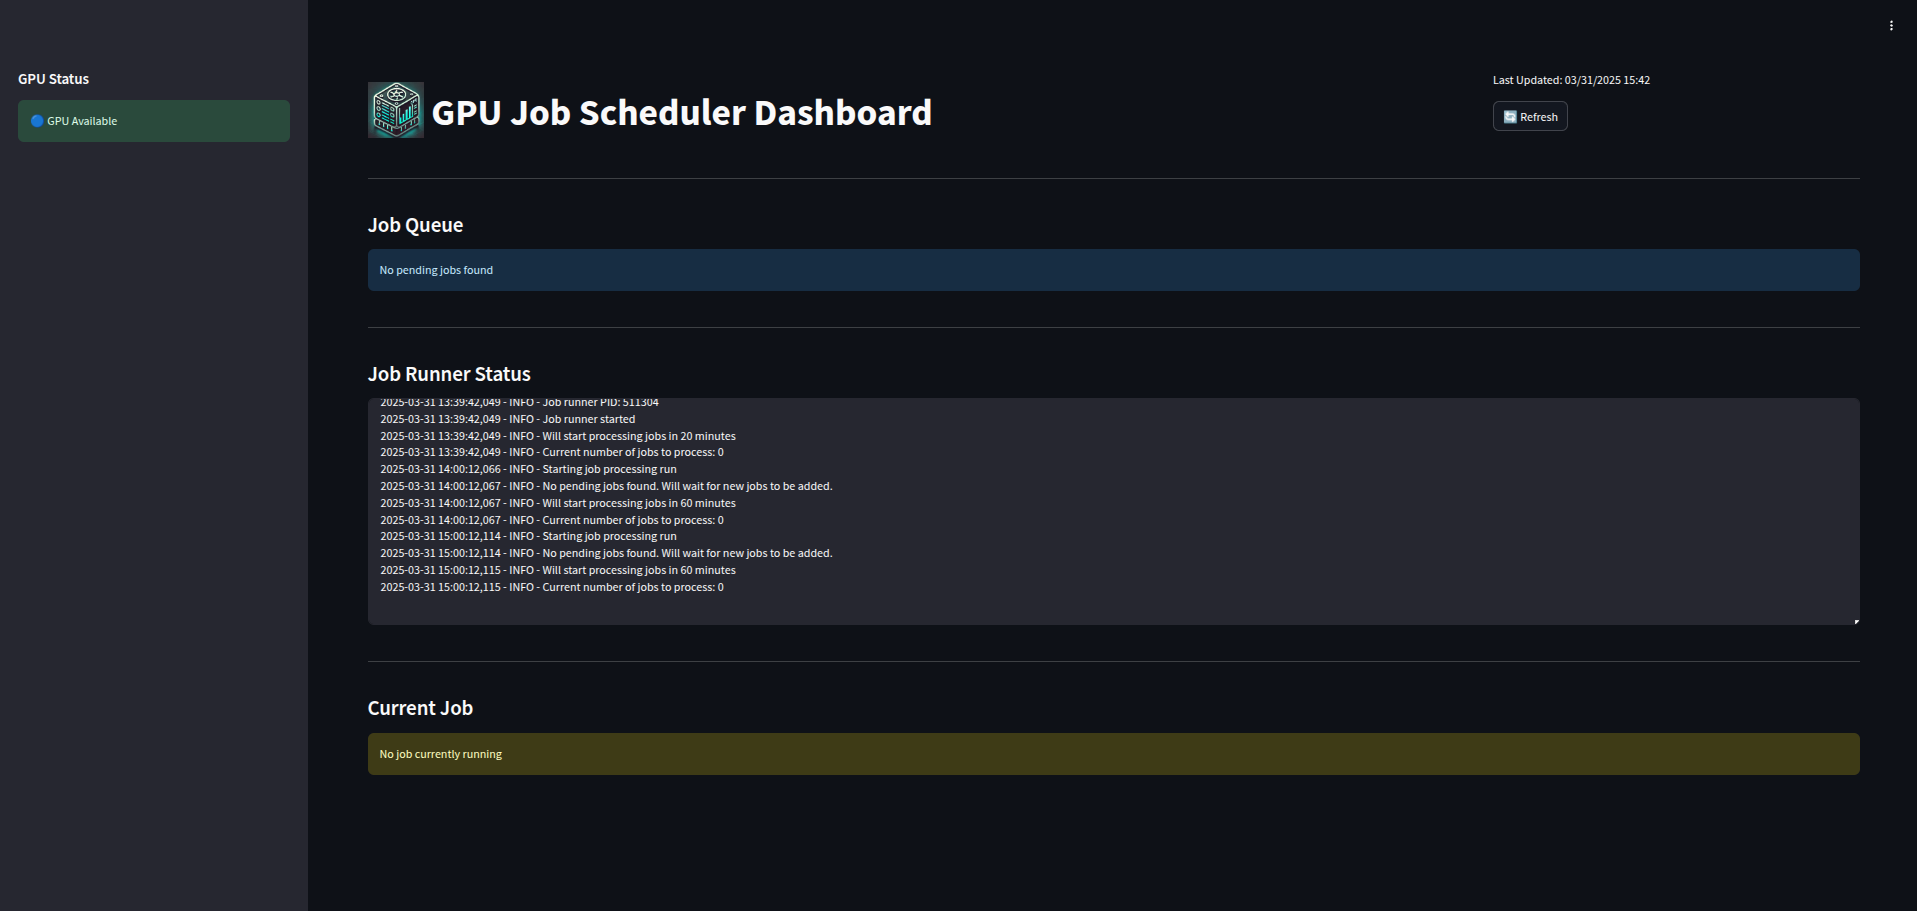 GPU Status
GPU Available
GPU Job Scheduler Dashboard
Last Updated: 03/31/2025 15:42
Refresh
Job Queue
No pending jobs found
Job Runner Status
2025-03-31 13:39:42,049 - INFO - Job runner PID: 511304
2025-03-31 13:39:42,049 - INFO - Job runner started
2025-03-31 13:39:42,049 - INFO - Will start processing jobs in 20 minutes
2025-03-31 13:39:42,049 - INFO - Current number of jobs to process: 0
2025-03-31 14:00:12,066 - INFO - Starting job processing run
2025-03-31 14:00:12,067 - INFO - No pending jobs found. Will wait for new jobs to be added.
2025-03-31 14:00:12,067 - INFO - Will start processing jobs in 60 minutes
2025-03-31 14:00:12,067 - INFO - Current number of jobs to process: 0
2025-03-31 15:00:12,114 - INFO - Starting job processing run
2025-03-31 15:00:12,114 - INFO - No pending jobs found. Will wait for new jobs to be added.
2025-03-31 15:00:12,115 - INFO - Will start processing jobs in 60 minutes
2025-03-31 15:00:12,115 - INFO - Current number of jobs to process: 0
Current Job
No job currently running